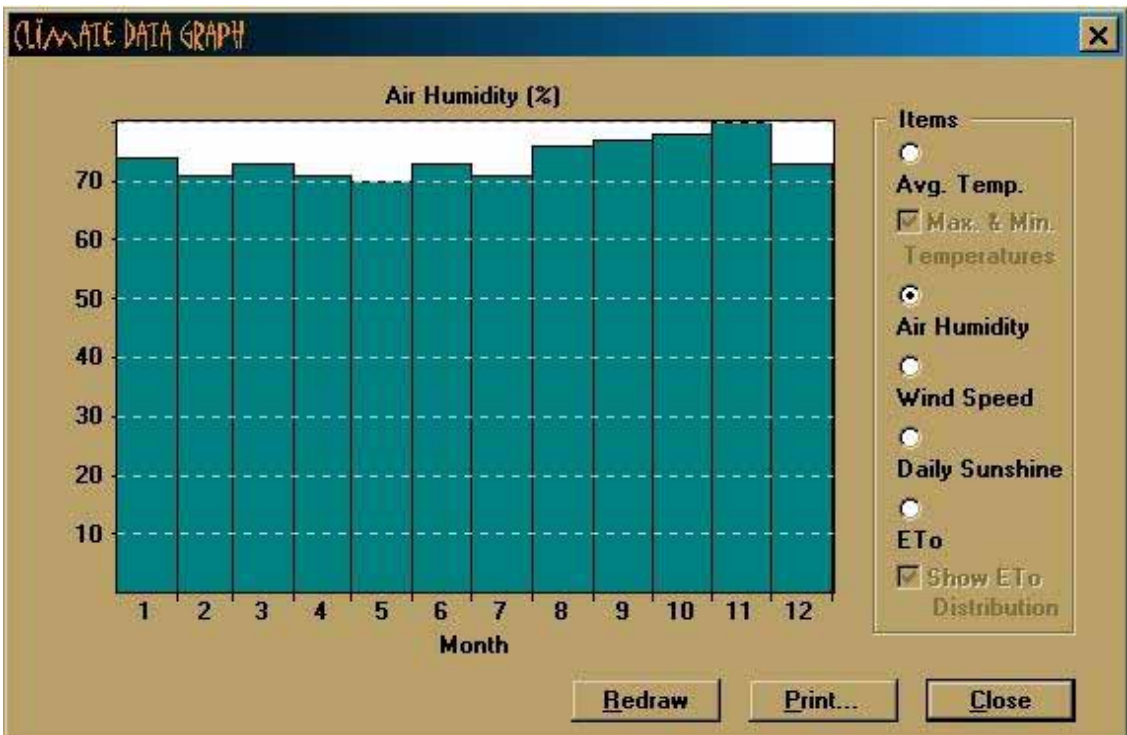 CLiMATE DATA GRAPH
Air Humidity (%)
70
60
50
40
30
20
10
1 2 3 4 5 6 7 8 9 10 11 12
Month
Items
Avg. Temp.
Max. & Min.
Temperatures
Air Humidity
Wind Speed
Daily Sunshine
ETo
Show ETo
Distribution
Redraw Print... Close